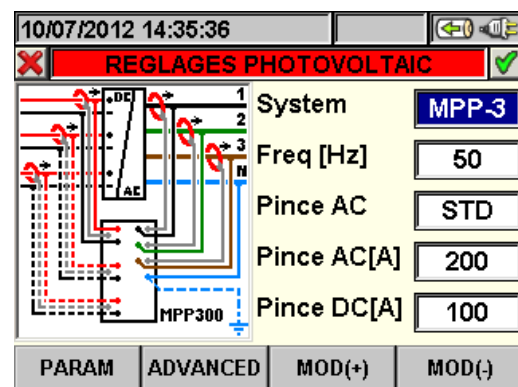 10/07/2012 14:35:36
REGLAGES PHOTOVOLTAIC
DC
AC
1
2
3
N
MPP300
System MPP-3
Freq [Hz] 50
Pince AC STD
Pince AC[A] 200
Pince DC[A] 100
PARAM ADVANCED MOD(+) MOD(-)